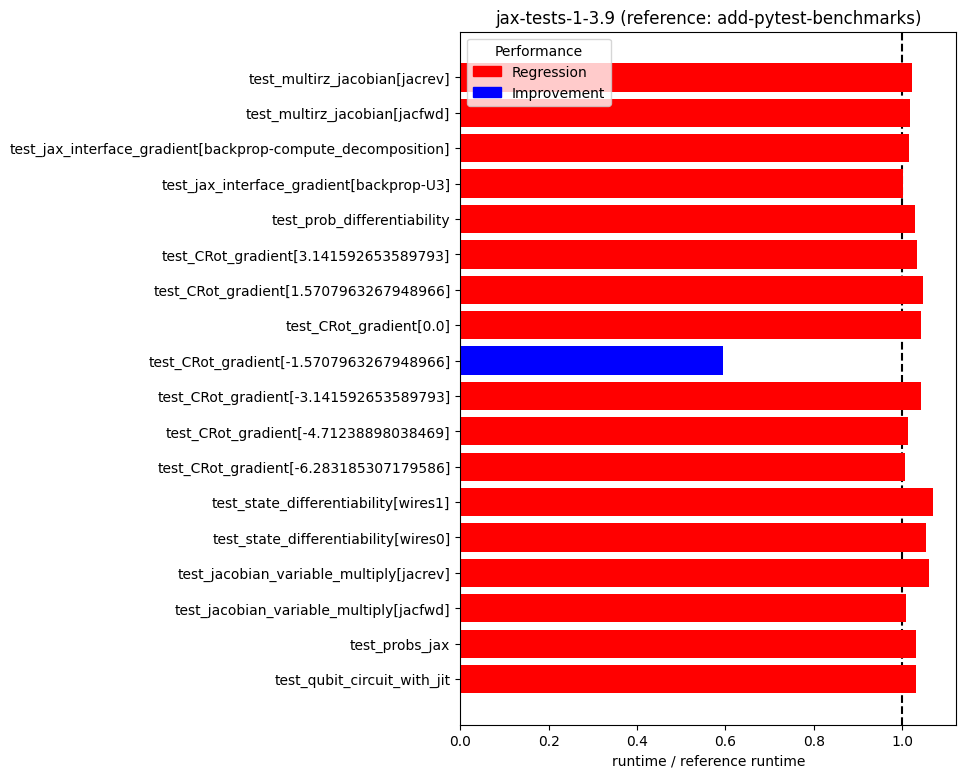 jax-tests-1-3.9 (reference: add-pytest-benchmarks)
Performance
Regression
Improvement
test_multirz_jacobian[jacrev]
test_multirz_jacobian[jacfwd]
test_jax_interface_gradient[backprop-compute_decomposition]
test_jax_interface_gradient[backprop-U3]
test_prob_differentiability
test_CRot_gradient[3.141592653589793]
test_CRot_gradient[1.5707963267948966]
test_CRot_gradient[0.0]
test_CRot_gradient[-1.5707963267948966]
test_CRot_gradient[-3.141592653589793]
test_CRot_gradient[-4.71238898038469]
test_CRot_gradient[-6.283185307179586]
test_state_differentiability[wires1]
test_state_differentiability[wires0]
test_jacobian_variable_multiply[jacrev]
test_jacobian_variable_multiply[jacfwd]
test_probs_jax
test_qubit_circuit_with_jit
0.0 0.2 0.4 0.6 0.8 1.0
runtime / reference runtime